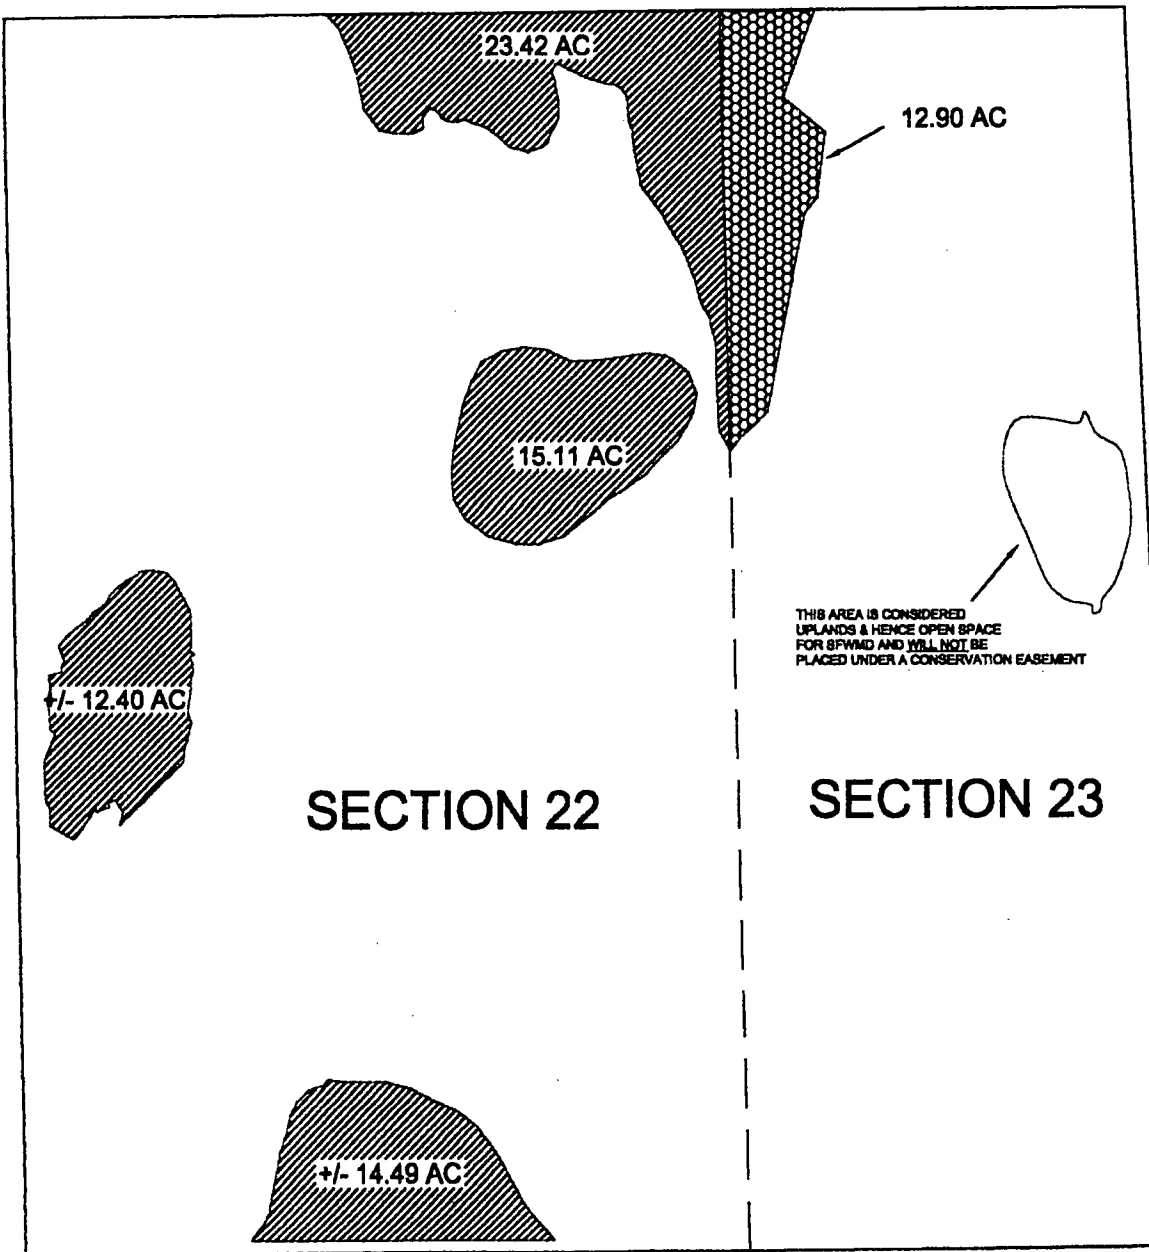 23.42 AC
12.90 AC
15.11 AC
THIS AREA IS CONSIDERED
UPLANDS & HENCE OPEN SPACE
FOR SFWMD AND WILL NOT BE
PLACED UNDER A CONSERVATION EASEMENT
+/- 12.40 AC
SECTION 22
SECTION 23
+/- 14.49 AC